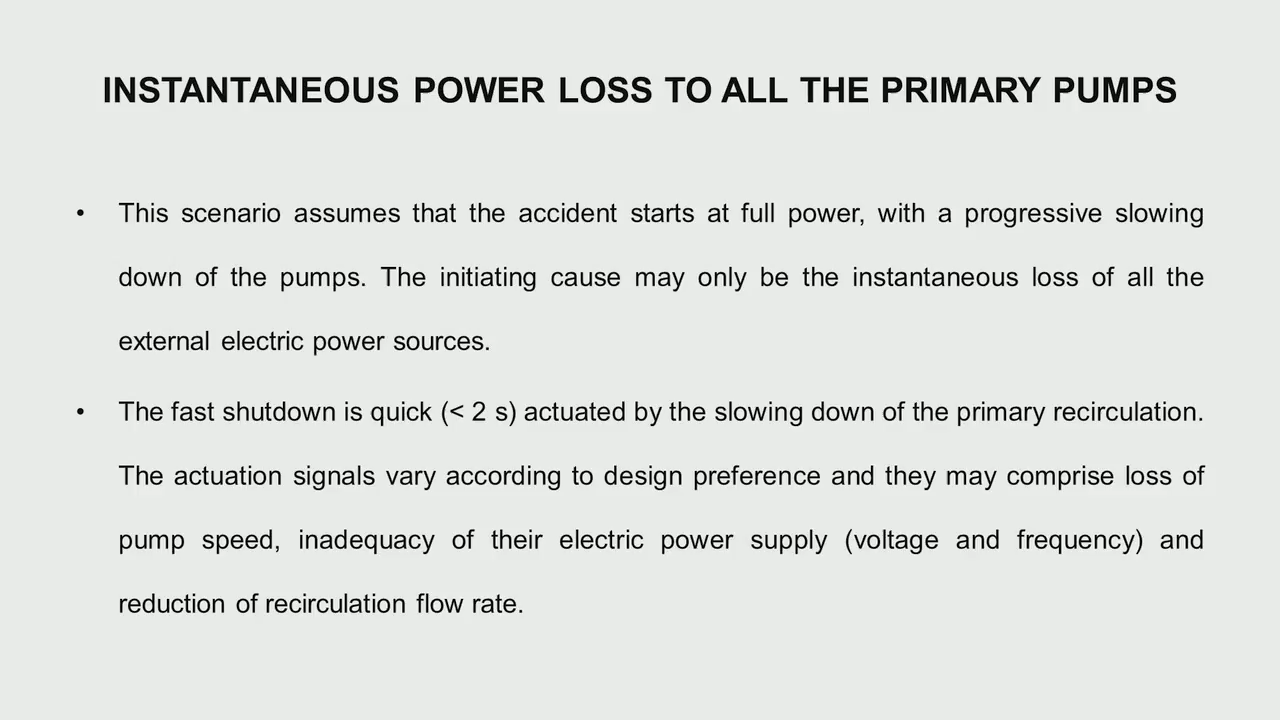 INSTANTANEOUS POWER LOSS TO ALL THE PRIMARY PUMPS
• This scenario assumes that the accident starts at full power, with a progressive slowing
down of the pumps. The initiating cause may only be the instantaneous loss of all the
external electric power sources.
• The fast shutdown is quick (< 2 s) actuated by the slowing down of the primary recirculation.
The actuation signals vary according to design preference and they may comprise loss of
pump speed, inadequacy of their electric power supply (voltage and frequency) and
reduction of recirculation flow rate.